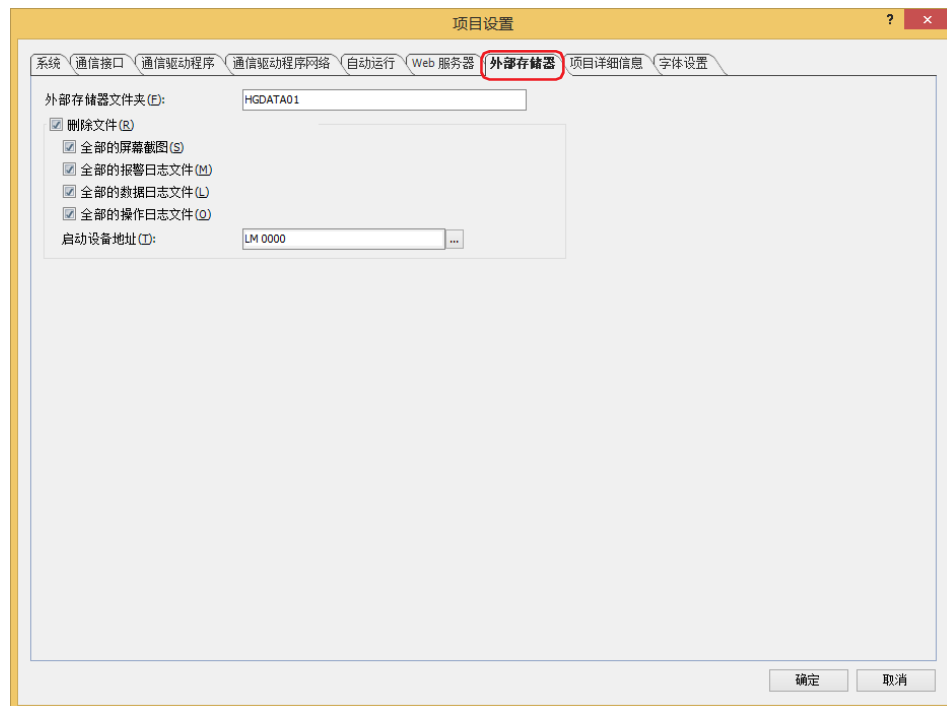 项目设置
? ×
系统 通信接口 通信驱动程序 通信驱动程序网络 自动运行 Web 服务器 外部存储器 项目详细信息 字体设置
外部存储器文件夹(F): HGDATA01
删除文件(R)
全部的屏幕截图(S)
全部的报警日志文件(M)
全部的数据日志文件(L)
全部的操作日志文件(O)
启动设备地址(T): LM 0000 ...
确定 取消